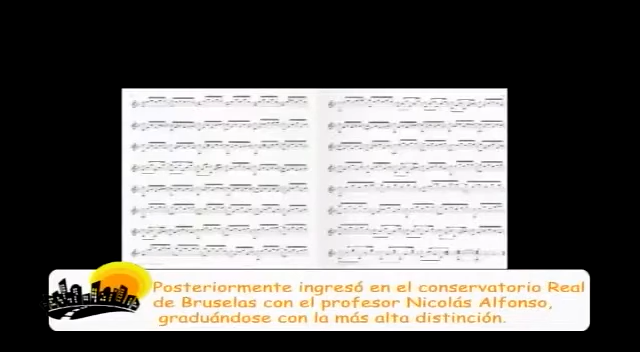 Posteriormente ingresó en el conservatorio Real
de Bruselas con el profesor Nicolás Alfonso,
graduándose con la más alta distinción.